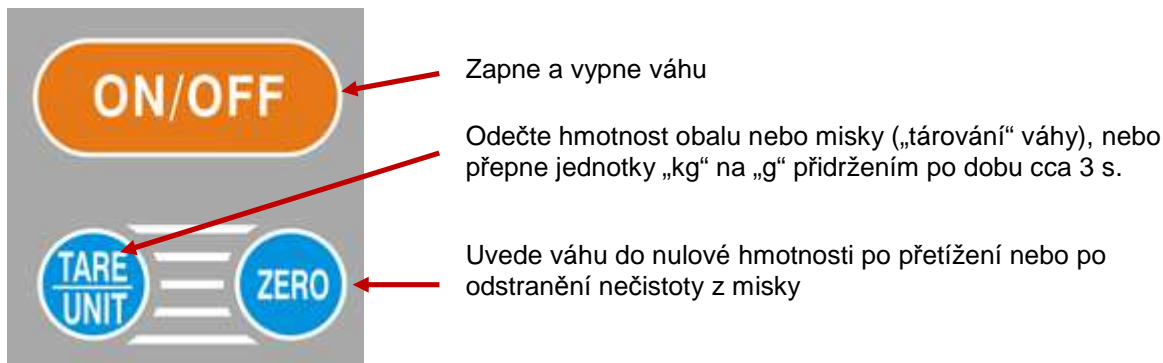 ON/OFF
Zapne a vypne váhu
Odečte hmotnost obalu nebo misky („tárování“ váhy), nebo
přepne jednotky „kg“ na „g“ přidržením po dobu cca 3 s.
TARE
UNIT
ZERO
Uvede váhu do nulové hmotnosti po přetížení nebo po
odstranění nečistoty z misky